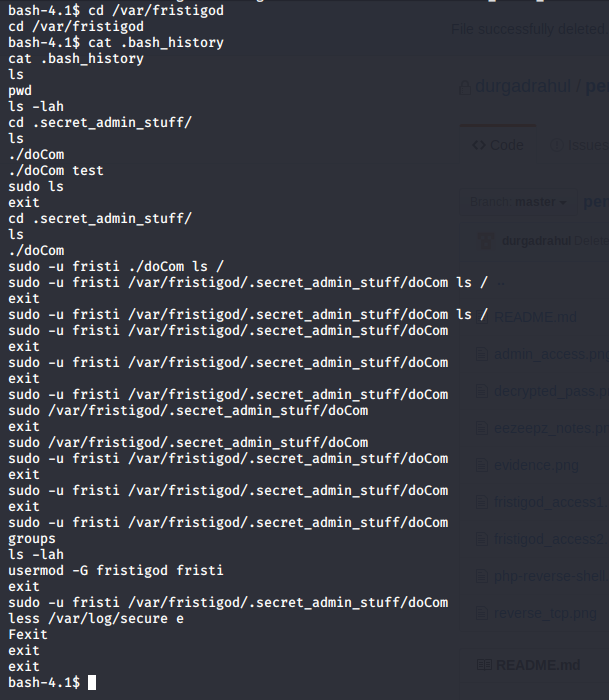 bash-4.1$ cd /var/fristigod
cd /var/fristigod
bash-4.1$ cat .bash_history
cat .bash_history
ls
pwd
ls -lah
cd .secret_admin_stuff/
ls
./doCom
./doCom test
sudo ls
exit
cd .secret_admin_stuff/
ls
./doCom
sudo -u fristi ./doCom ls /
sudo -u fristi /var/fristigod/.secret_admin_stuff/doCom ls /
exit
sudo -u fristi /var/fristigod/.secret_admin_stuff/doCom ls /
sudo -u fristi /var/fristigod/.secret_admin_stuff/doCom
exit
sudo -u fristi /var/fristigod/.secret_admin_stuff/doCom
exit
sudo -u fristi /var/fristigod/.secret_admin_stuff/doCom
sudo /var/fristigod/.secret_admin_stuff/doCom
exit
sudo /var/fristigod/.secret_admin_stuff/doCom
sudo -u fristi /var/fristigod/.secret_admin_stuff/doCom
exit
sudo -u fristi /var/fristigod/.secret_admin_stuff/doCom
exit
sudo -u fristi /var/fristigod/.secret_admin_stuff/doCom
groups
ls -lah
usermod -G fristigod fristi
exit
sudo -u fristi /var/fristigod/.secret_admin_stuff/doCom
less /var/log/secure e
Fexit
exit
exit
bash-4.1$
File successfully deleted
durgadrahul / per
Code
Issues
Branch: master
per
durgadrahul
README.md
admin_access.
decrypted_pass.
eezeepz_notes.
evidence.png
fristigod_access1.
fristigod_access2.
php-reverse-shell
reverse_tcp.png
README.md